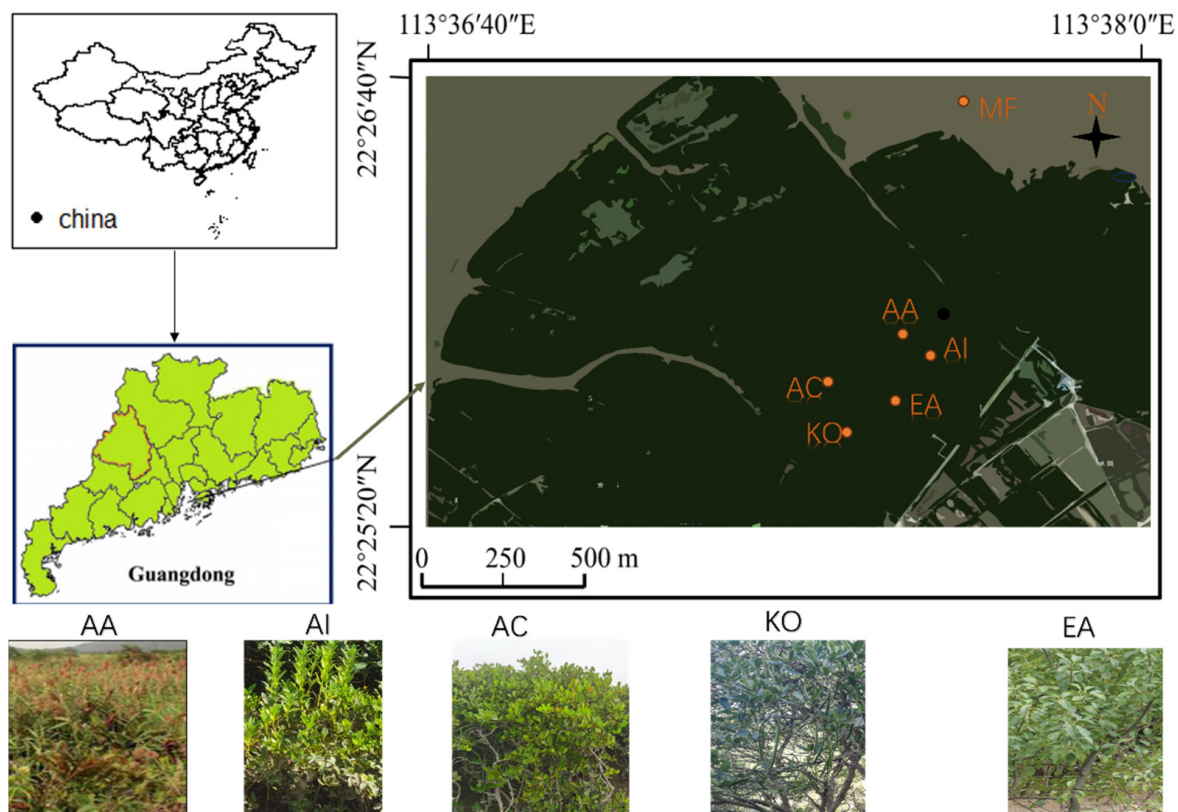 113°36′40″E
113°38′0″E
22°26′40″N
MF
N
china
AA
AI
AC
EA
KO
22°25′20″N
Guangdong
0 250 500 m
AA
AI
AC
KO
EA